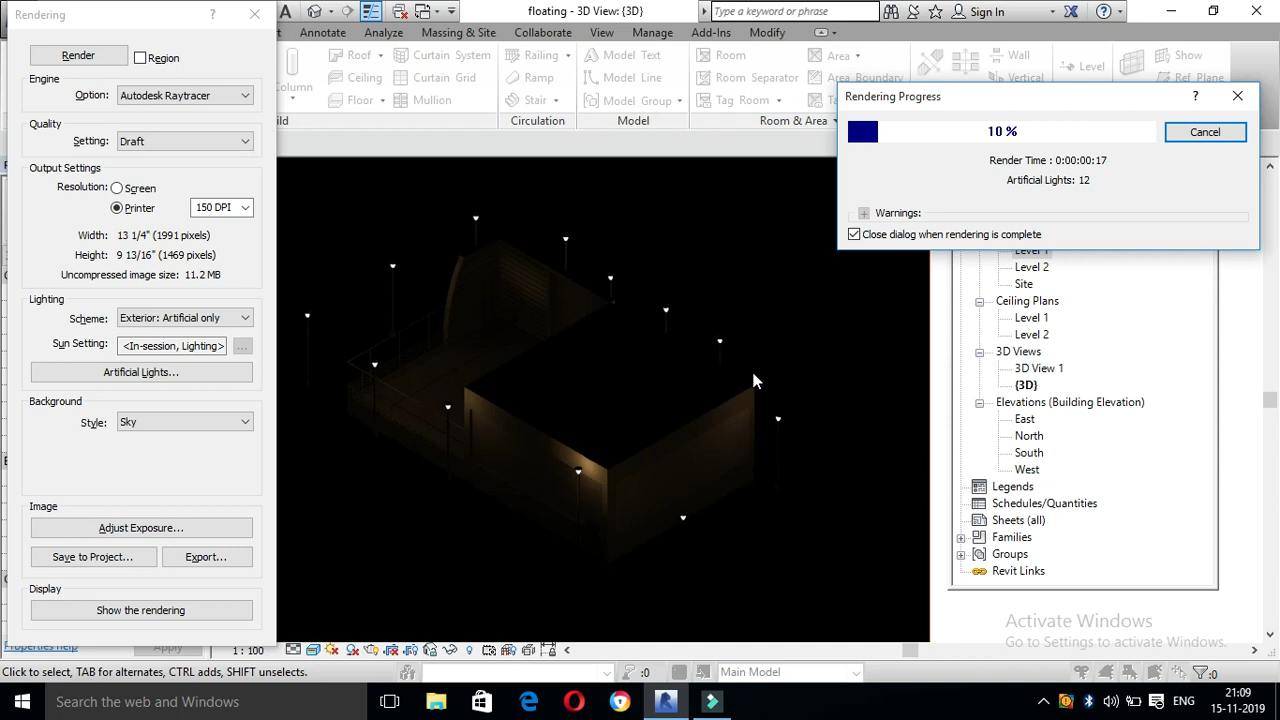 Rendering
?
Render
Region
Engine
Option:
Autodesk Raytracer
Quality
Setting:
Draft
Output Settings
Resolution:
Screen
Printer
150 DPI
Width:
13 1/4" (1991 pixels)
Height:
9 13/16" (1469 pixels)
Uncompressed image size:
11.2 MB
Lighting
Scheme:
Exterior: Artificial only
Sun Setting:
<In-session, Lighting>
...
Artificial Lights...
Background
Style:
Sky
Image
Adjust Exposure...
Save to Project...
Export...
Display
Show the rendering
Properties help
Apply
A
floating - 3D View: {3D}
Type a keyword or phrase
Sign In
?
Annotate
Analyze
Massing & Site
Collaborate
View
Manage
Add-Ins
Modify
Roof
Curtain System
Railing
Model Text
Room
Area
Wall
Show
Ceiling
Curtain Grid
Ramp
Model Line
Room Separator
Area Boundary
Vertical
Level
Ref Plane
Column
Floor
Mullion
Stair
Model Group
Tag Room
ild
Circulation
Model
Room & Area
Rendering Progress
?
10 %
Cancel
Render Time : 0:00:00:17
Artificial Lights: 12
Warnings:
Close dialog when rendering is complete
Level 1
Level 2
Site
Ceiling Plans
Level 1
Level 2
3D Views
3D View 1
{3D}
Elevations (Building Elevation)
East
North
South
West
Legends
Schedules/Quantities
Sheets (all)
Families
Groups
Revit Links
Activate Windows
Go to Settings to activate Windows.
1 : 100
Click to select, TAB for alternates, CTRL adds, SHIFT unselects.
:0
Main Model
:0
Search the web and Windows
ENG
21:09
15-11-2019